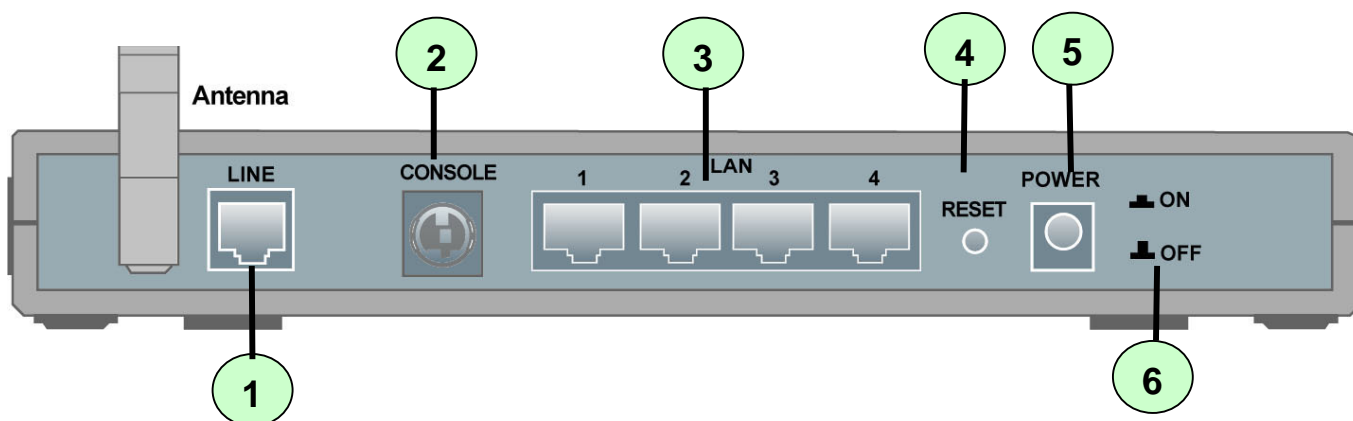 2
3
4
5
Antenna
LINE
CONSOLE
LAN
1 2 3 4
RESET
POWER
ON
OFF
1
6